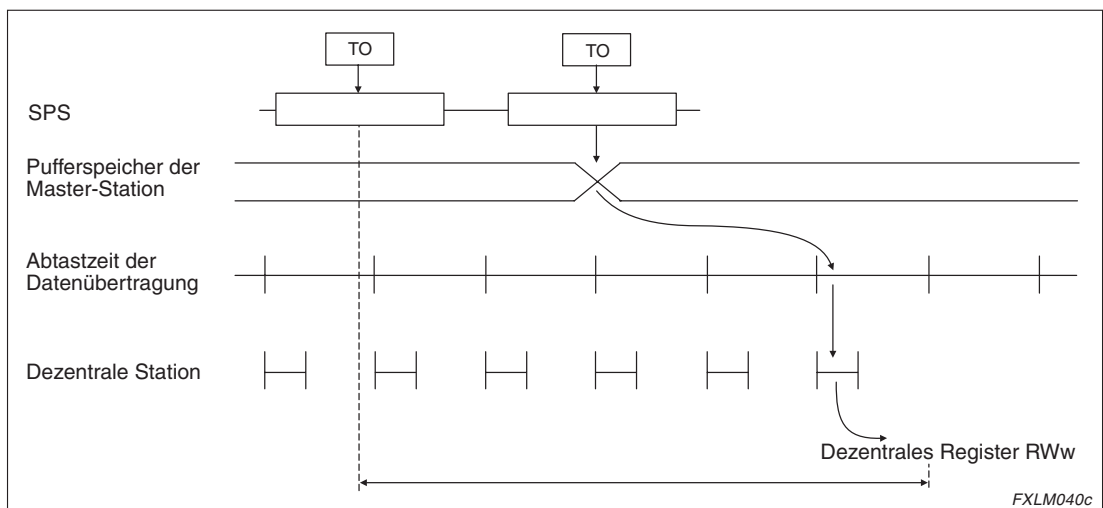 TO
TO
SPS
Pufferspeicher der
Master-Station
Abtastzeit der
Datenübertragung
Dezentrale Station
Dezentrales Register RWw
FXLM040c